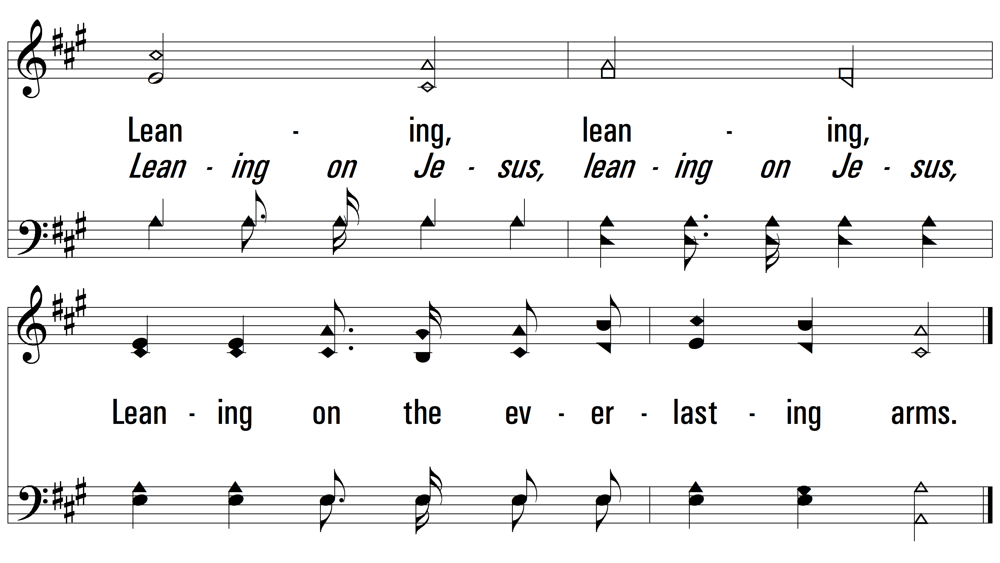 Lean - ing, lean - ing,
Lean - ing on Je - sus, lean - ing on Je - sus,
Lean - ing on the ev - er - last - ing arms.